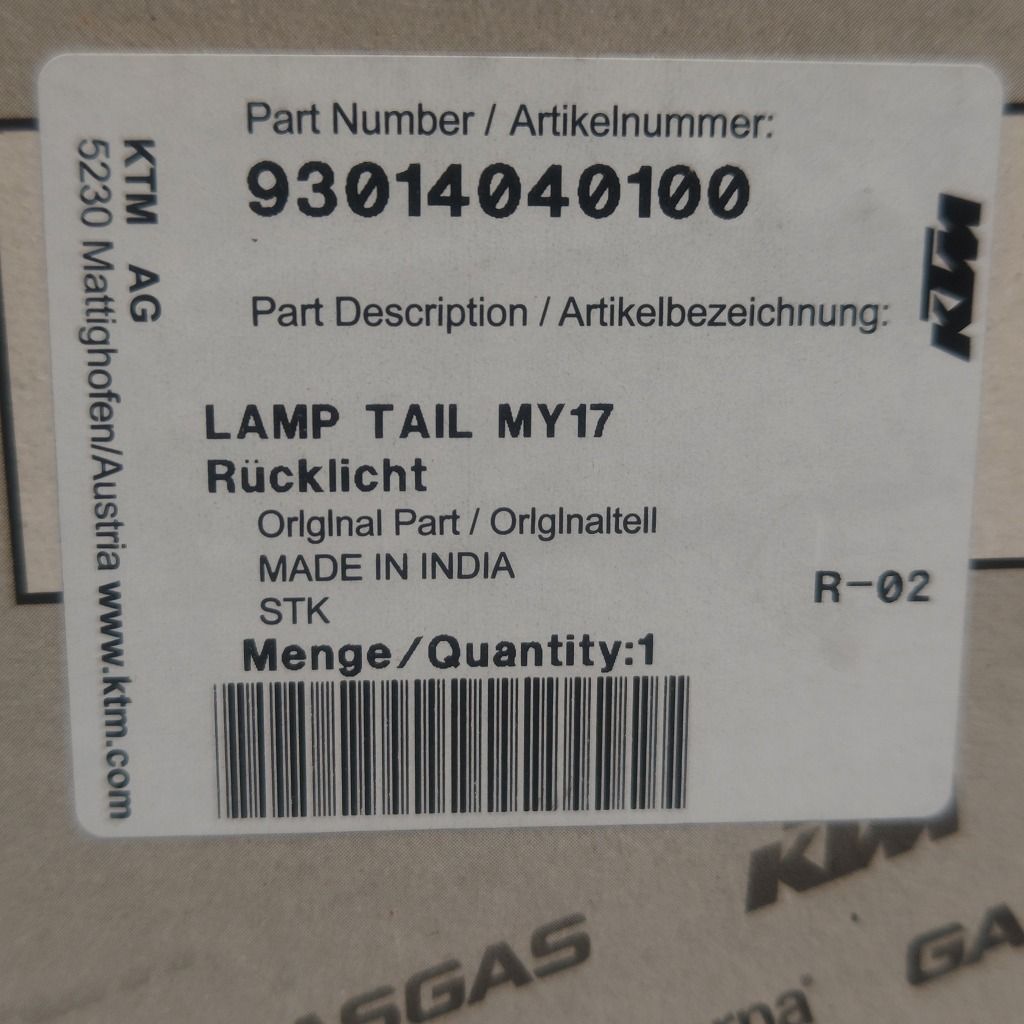 Part Number / Artikelnummer:
93014040100
Part Description / Artikelbezeichnung:
LAMP TAIL MY17
Rücklicht
OrIgInal Part / OrIgInaltell
MADE IN INDIA
STK
R-02
Menge/Quantity:1
KTM AG
5230 Mattighofen/Austria www.ktm.com
KTM
KTM
GASGAS
GA